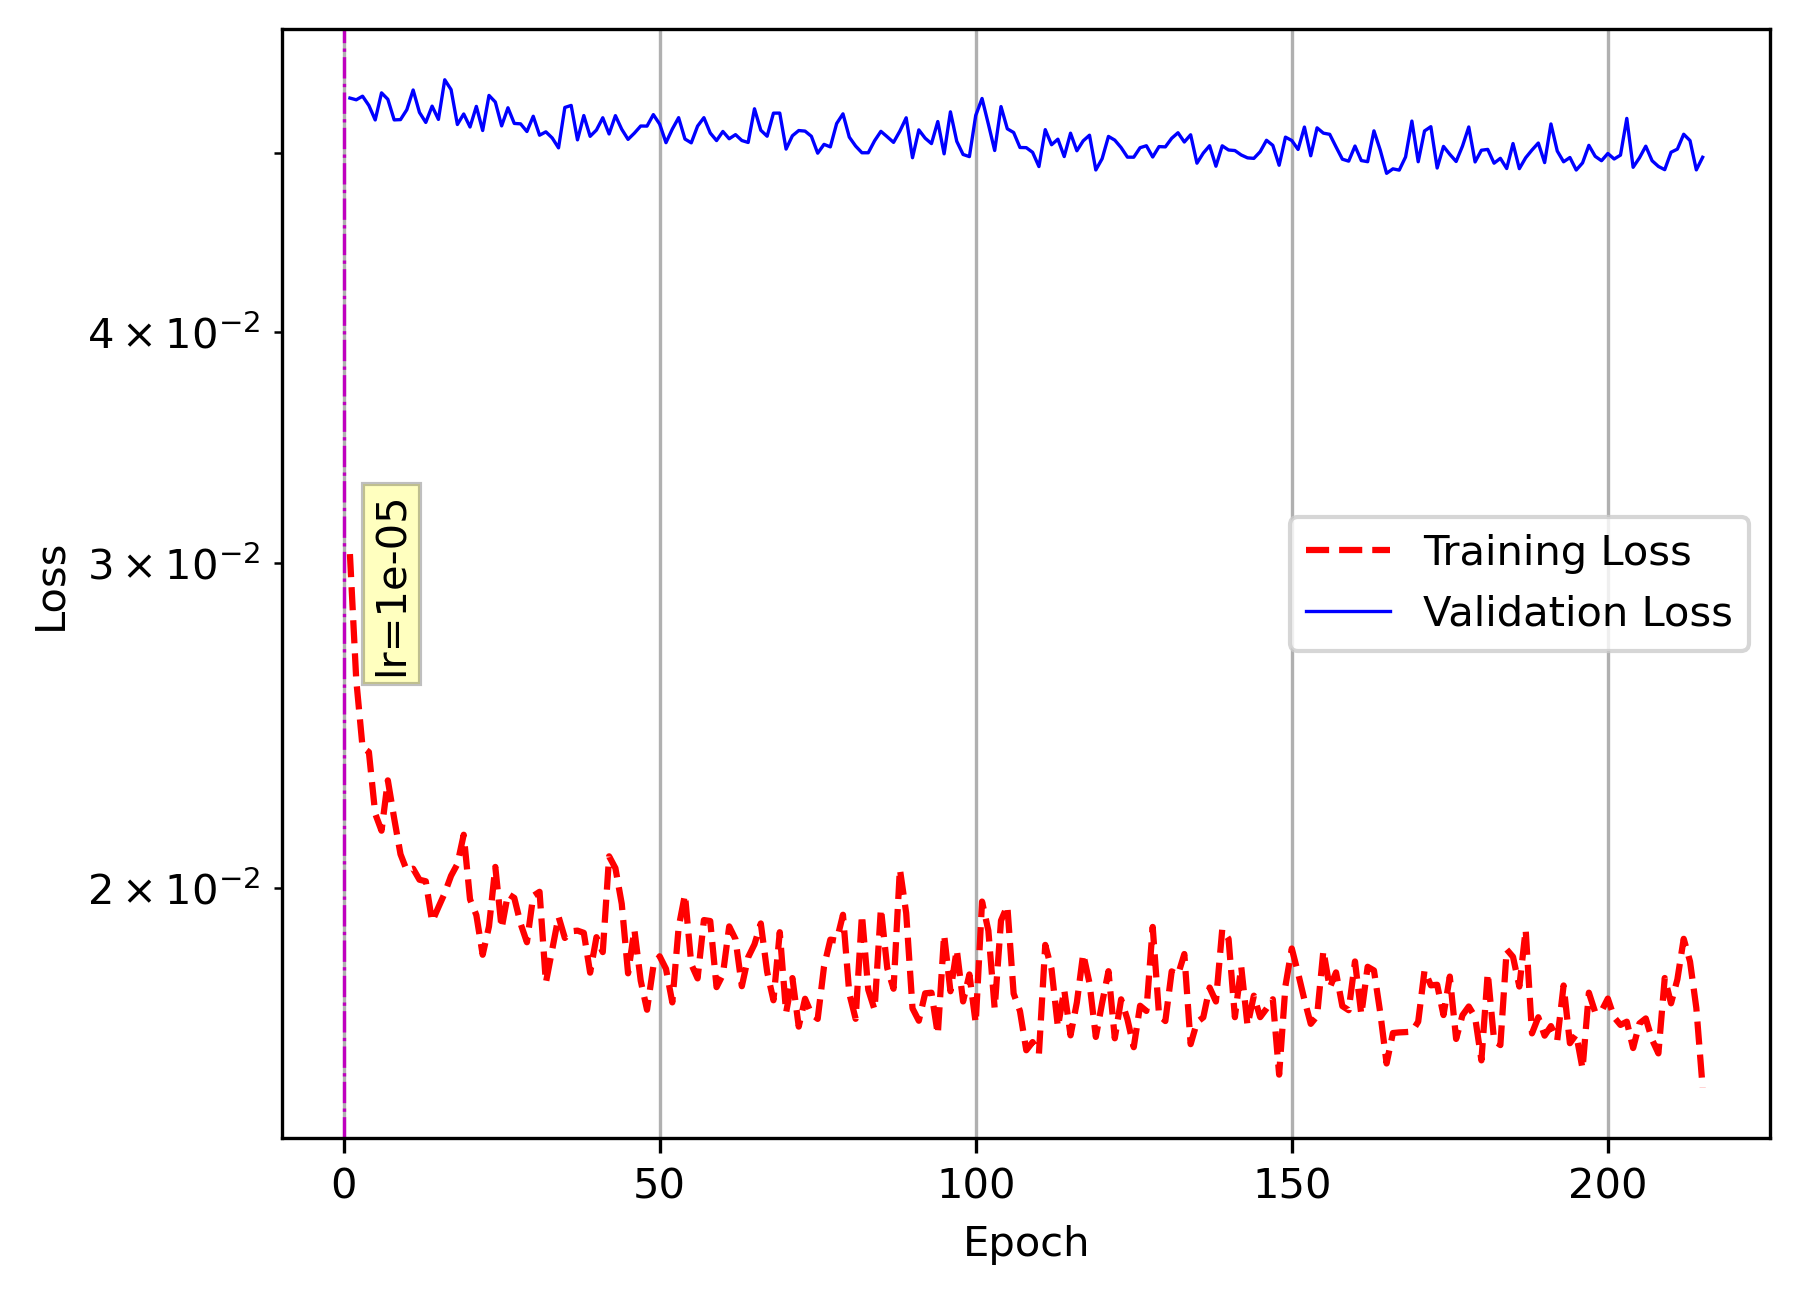 4 × 10⁻²
3 × 10⁻²
2 × 10⁻²
Loss
lr=1e-05
Training Loss
Validation Loss
0 50 100 150 200
Epoch